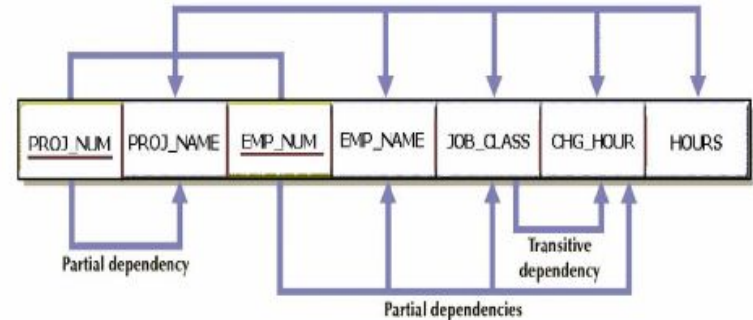 PROJ_NUM PROJ_NAME EMP_NUM EMP_NAME JOB_CLASS CHG_HOUR HOURS
Partial dependency
Transitive
dependency
Partial dependencies